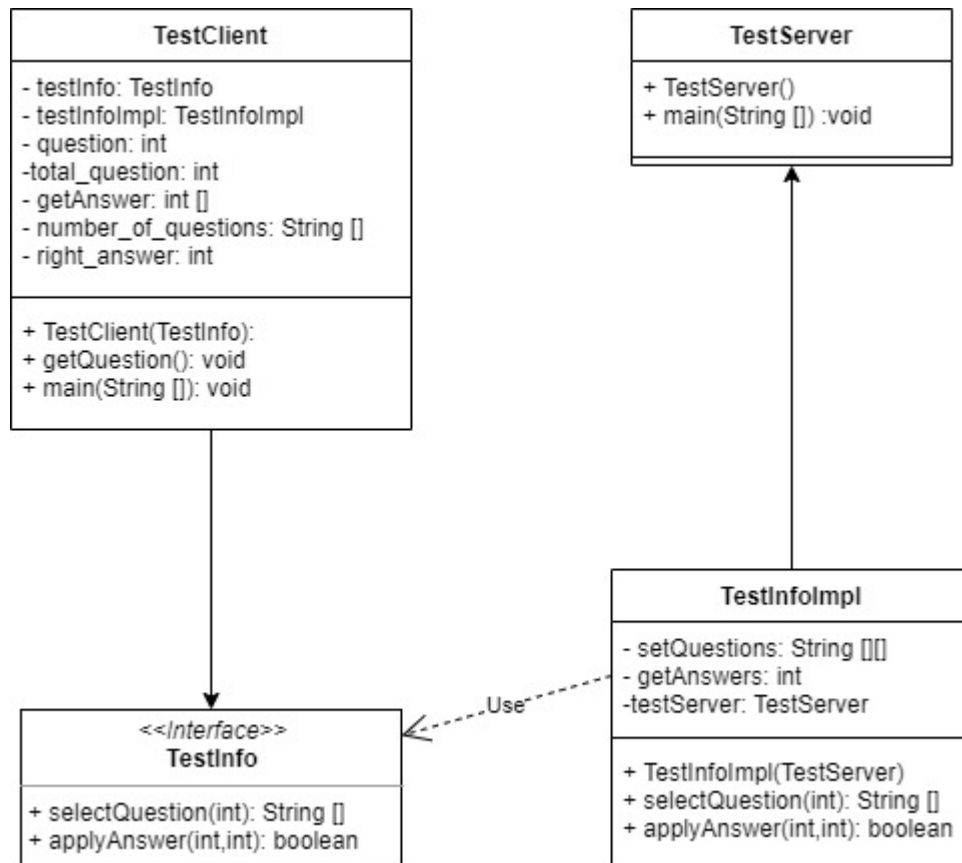 TestClient
- testInfo: TestInfo
- testInfoImpl: TestInfoImpl
- question: int
-total_question: int
- getAnswer: int []
- number_of_questions: String []
- right_answer: int
+ TestClient(TestInfo):
+ getQuestion(): void
+ main(String []): void
TestServer
+ TestServer()
+ main(String []) :void
<<Interface>>
TestInfo
+ selectQuestion(int): String []
+ applyAnswer(int,int): boolean
Use
TestInfoImpl
- setQuestions: String [][]
- getAnswers: int
-testServer: TestServer
+ TestInfoImpl(TestServer)
+ selectQuestion(int): String []
+ applyAnswer(int,int): boolean